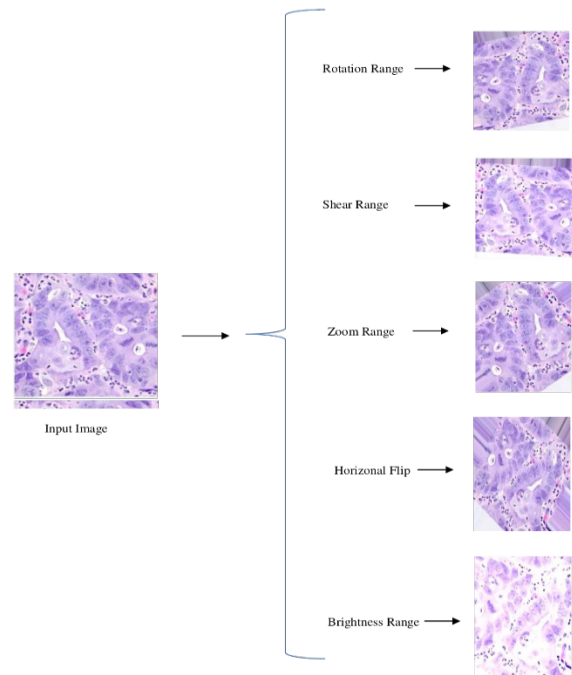 Rotation Range
Shear Range
Zoom Range
Input Image
Horizonal Flip
Brightness Range